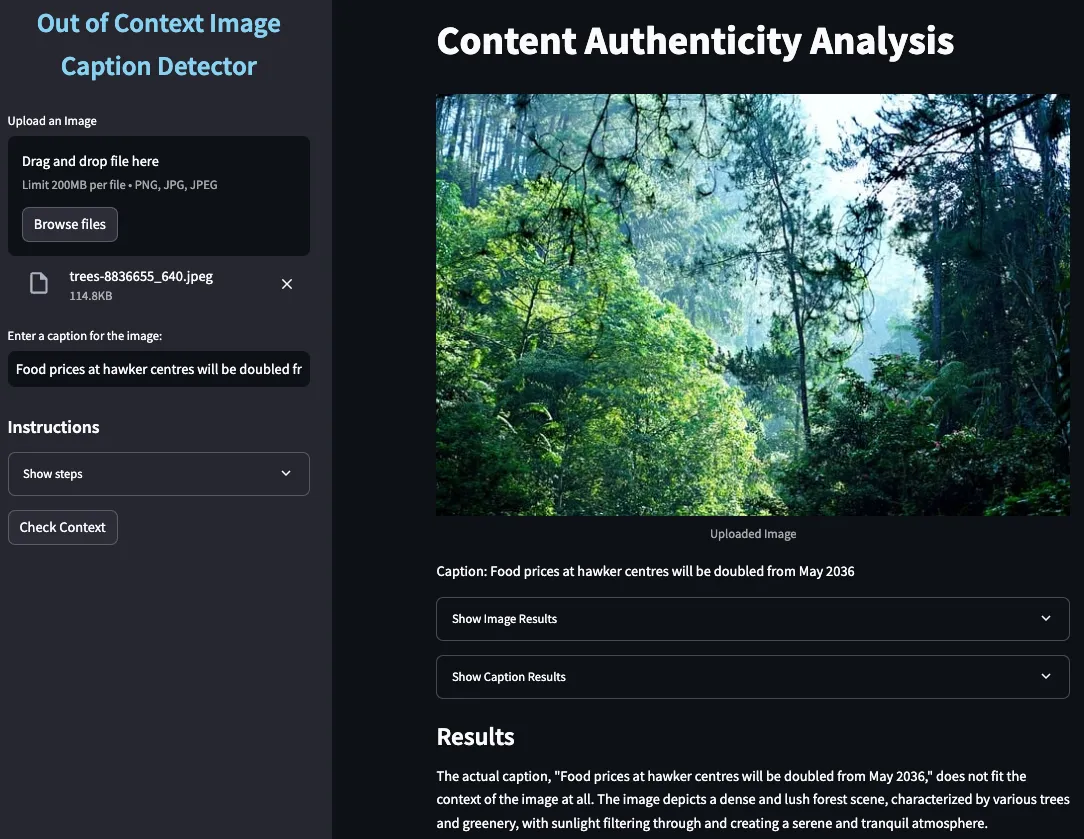 Out of Context Image
Caption Detector
Upload an Image
Drag and drop file here
Limit 200MB per file • PNG, JPG, JPEG
Browse files
trees-8836655_640.jpeg
114.8KB
Enter a caption for the image:
Food prices at hawker centres will be doubled fr
Instructions
Show steps
Check Context
Content Authenticity Analysis
Uploaded Image
Caption: Food prices at hawker centres will be doubled from May 2036
Show Image Results
Show Caption Results
Results
The actual caption, "Food prices at hawker centres will be doubled from May 2036," does not fit the
context of the image at all. The image depicts a dense and lush forest scene, characterized by various trees
and greenery, with sunlight filtering through and creating a serene and tranquil atmosphere.